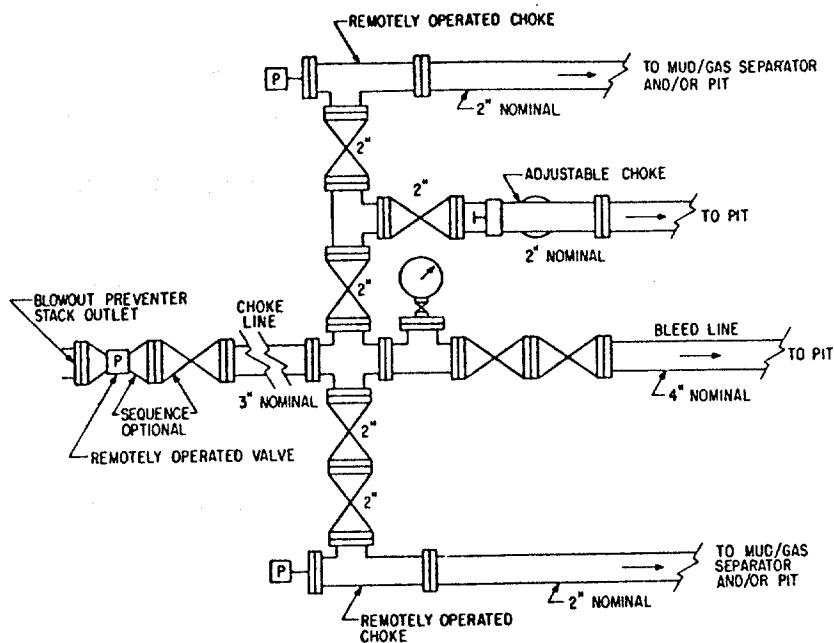 REMOTELY OPERATED CHOKE
P
TO MUD/GAS SEPARATOR
AND/OR PIT
2" NOMINAL
2"
2"
ADJUSTABLE CHOKE
TO PIT
2" NOMINAL
2"
BLOWOUT PREVENTER
STACK OUTLET
CHOKE
LINE
BLEED LINE
P
TO PIT
SEQUENCE
OPTIONAL
3" NOMINAL
4" NOMINAL
REMOTELY OPERATED VALVE
2"
2"
P
TO MUD/GAS
SEPARATOR
AND/OR PIT
2" NOMINAL
REMOTELY OPERATED
CHOKE